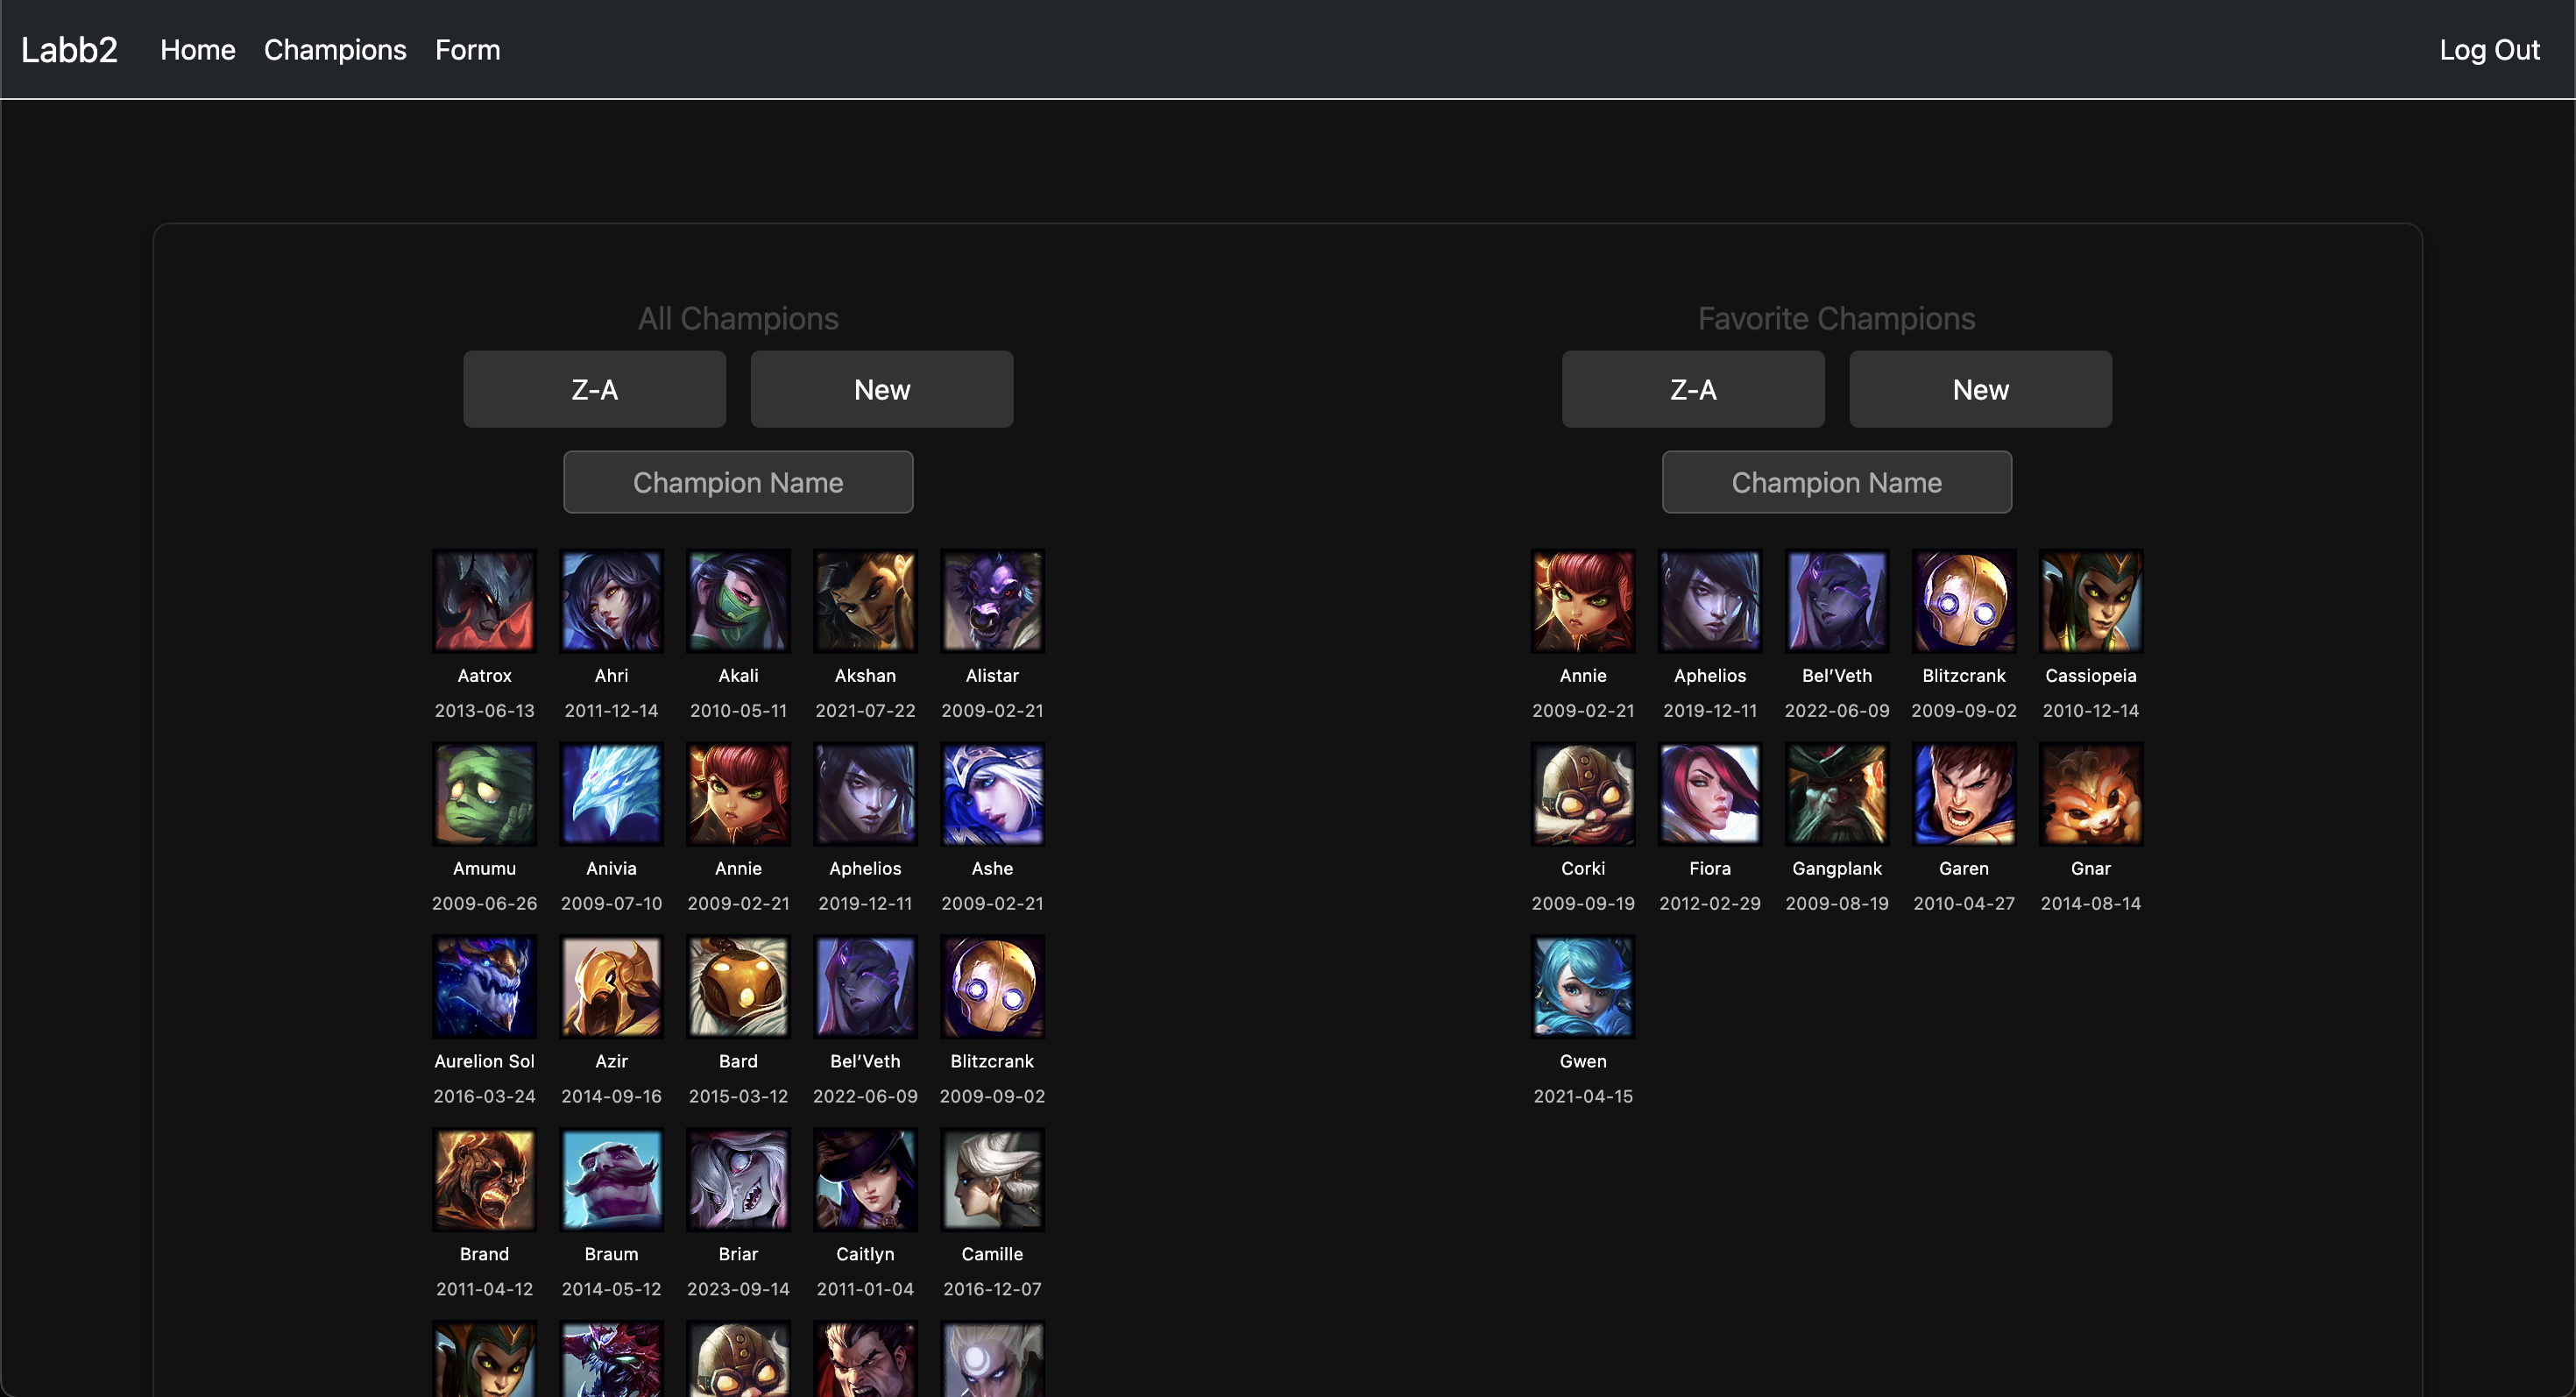 Labb2 Home Champions Form Log Out
All Champions
Z-A New
Champion Name
Aatrox Ahri Akali Akshan Alistar
2013-06-13 2011-12-14 2010-05-11 2021-07-22 2009-02-21
Amumu Anivia Annie Aphelios Ashe
2009-06-26 2009-07-10 2009-02-21 2019-12-11 2009-02-21
Aurelion Sol Azir Bard Bel'Veth Blitzcrank
2016-03-24 2014-09-16 2015-03-12 2022-06-09 2009-09-02
Brand Braum Briar Caitlyn Camille
2011-04-12 2014-05-12 2023-09-14 2011-01-04 2016-12-07
Favorite Champions
Z-A New
Champion Name
Annie Aphelios Bel'Veth Blitzcrank Cassiopeia
2009-02-21 2019-12-11 2022-06-09 2009-09-02 2010-12-14
Corki Fiora Gangplank Garen Gnar
2009-09-19 2012-02-29 2009-08-19 2010-04-27 2014-08-14
Gwen
2021-04-15